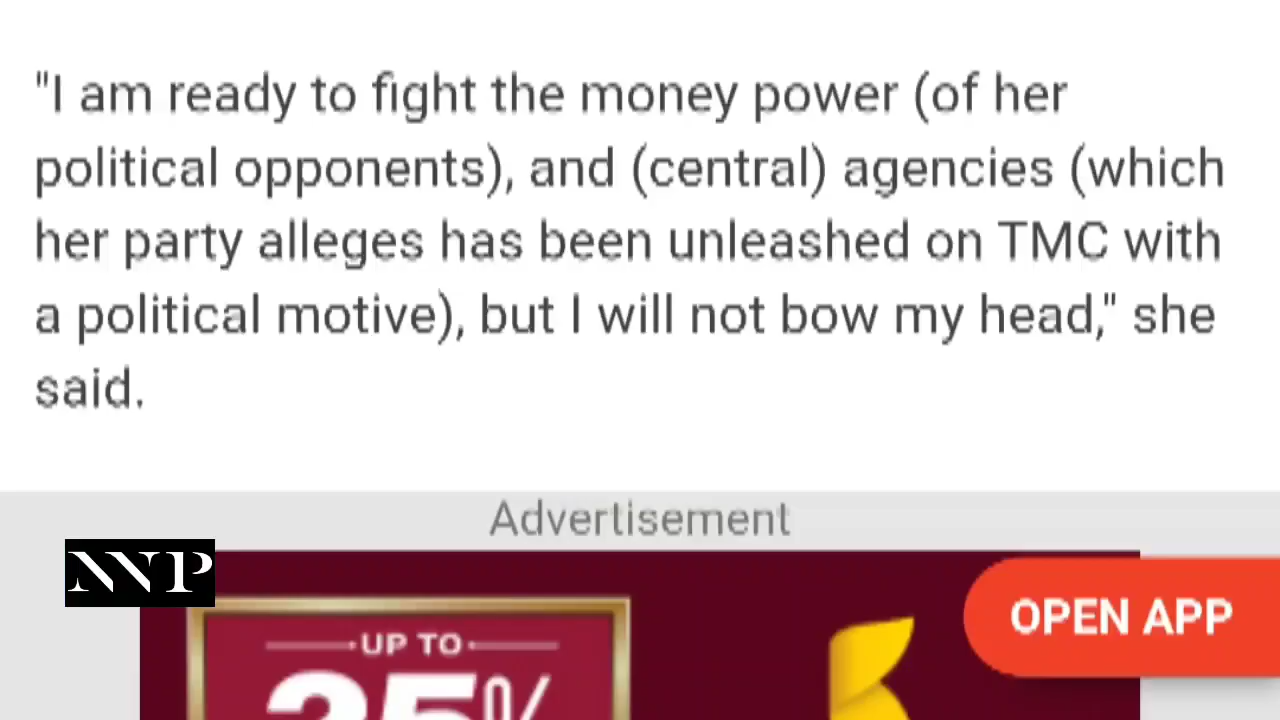 "I am ready to fight the money power (of her
political opponents), and (central) agencies (which
her party alleges has been unleashed on TMC with
a political motive), but I will not bow my head," she
said.
Advertisement
NNP
OPEN APP
UP TO
25%